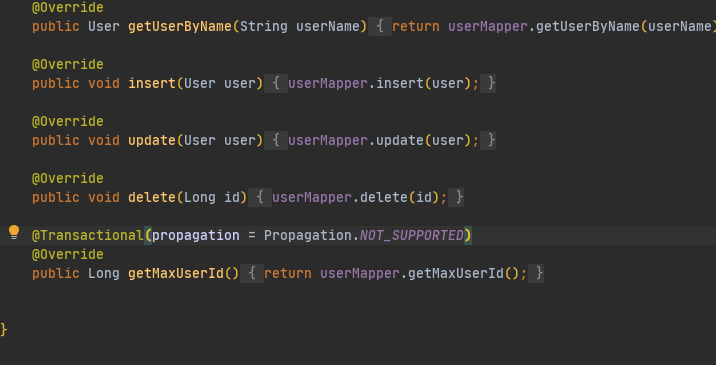 @Override
public User getUserByName(String userName) { return userMapper.getUserByName(userName)
@Override
public void insert(User user) { userMapper.insert(user); }
@Override
public void update(User user) { userMapper.update(user); }
@Override
public void delete(Long id) { userMapper.delete(id); }
@Transactional(propagation = Propagation.NOT_SUPPORTED)
@Override
public Long getMaxUserId() { return userMapper.getMaxUserId(); }
}